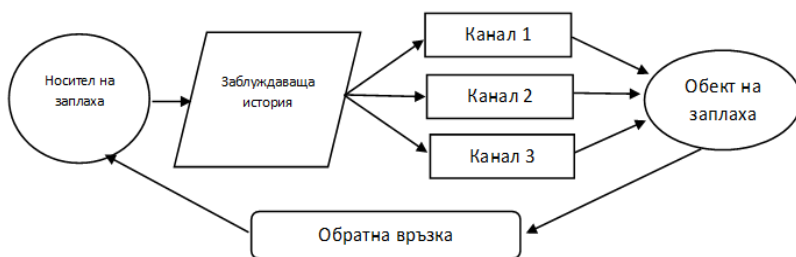 Носител на
заплаха
Заблуждаваща
история
Канал 1
Канал 2
Канал 3
Обект на
заплаха
Обратна връзка